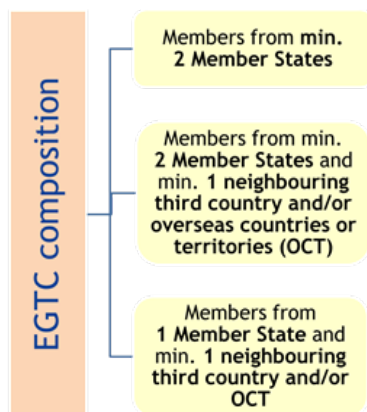 EGTC composition
Members from min.
2 Member States
Members from min.
2 Member States and
min. 1 neighbouring
third country and/or
overseas countries or
territories (OCT)
Members from
1 Member State and
min. 1 neighbouring
third country and/or
OCT